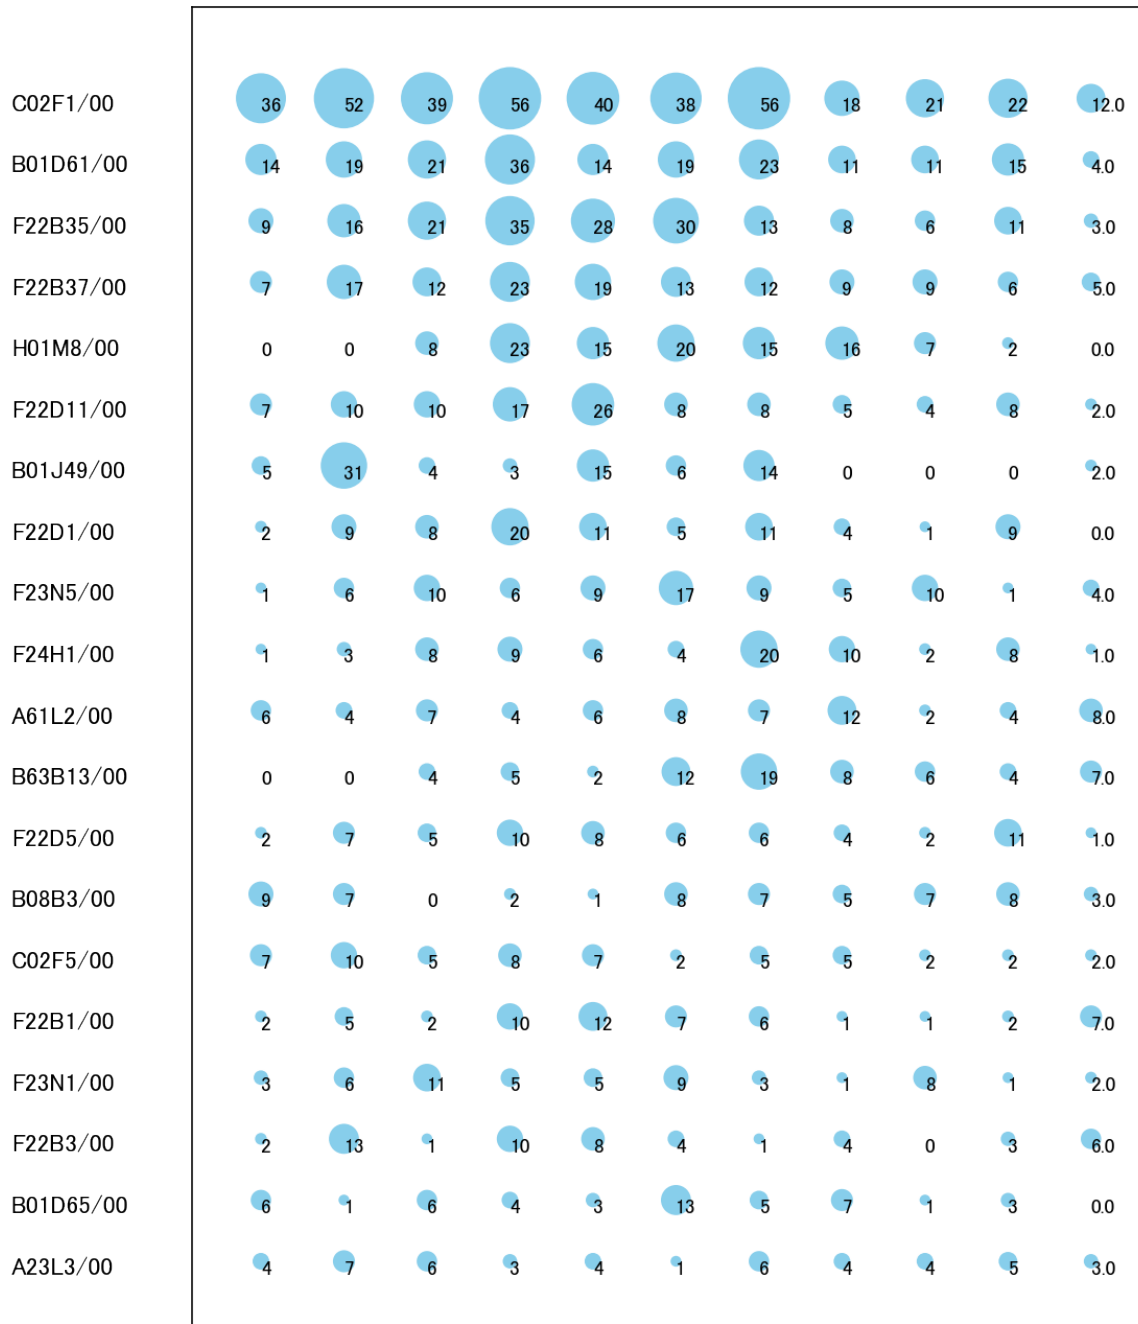 C02F1/00 36 52 39 56 40 38 56 18 21 22 12.0
B01D61/00 14 19 21 36 14 19 23 11 11 15 4.0
F22B35/00 9 16 21 35 28 30 13 8 6 11 3.0
F22B37/00 7 17 12 23 19 13 12 9 9 6 5.0
H01M8/00 0 0 8 23 15 20 15 16 7 2 0.0
F22D11/00 7 10 10 17 26 8 8 5 4 8 2.0
B01J49/00 5 31 4 3 15 6 14 0 0 0 2.0
F22D1/00 2 9 8 20 11 5 11 4 1 9 0.0
F23N5/00 1 6 10 6 9 17 9 5 10 1 4.0
F24H1/00 1 3 8 9 6 4 20 10 2 8 1.0
A61L2/00 6 4 7 4 6 8 7 12 2 4 8.0
B63B13/00 0 0 4 5 2 12 19 8 6 4 7.0
F22D5/00 2 7 5 10 8 6 6 4 2 11 1.0
B08B3/00 9 7 0 2 1 8 7 5 7 8 3.0
C02F5/00 7 10 5 8 7 2 5 5 2 2 2.0
F22B1/00 2 5 2 10 12 7 6 1 1 2 7.0
F23N1/00 3 6 11 5 5 9 3 1 8 1 2.0
F22B3/00 2 13 1 10 8 4 1 4 0 3 6.0
B01D65/00 6 1 6 4 3 13 5 7 1 3 0.0
A23L3/00 4 7 6 3 4 1 6 4 4 5 3.0